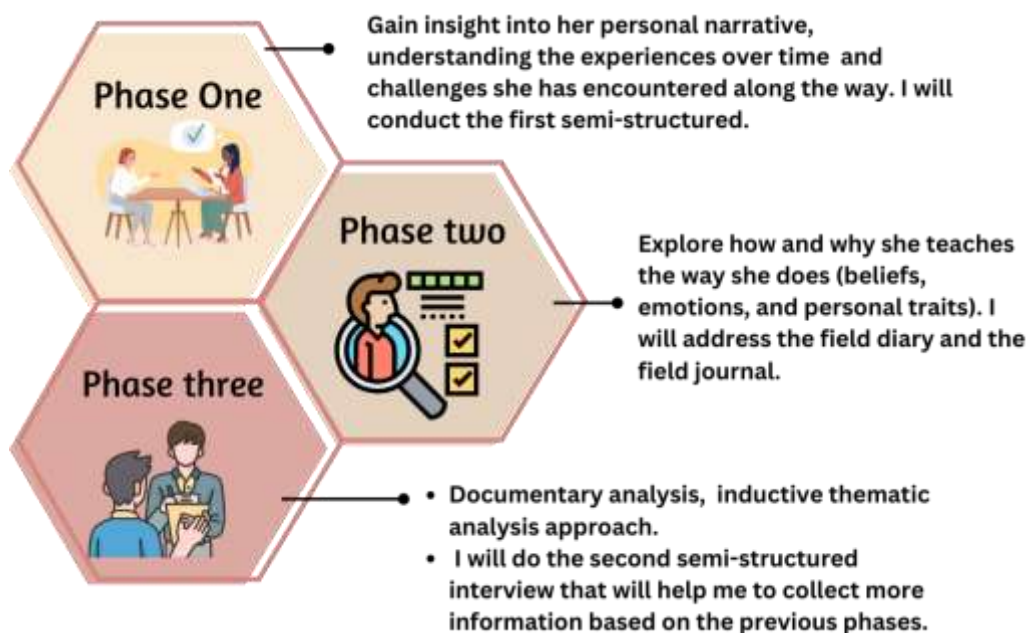 Phase One
Gain insight into her personal narrative,
understanding the experiences over time and
challenges she has encountered along the way. I will
conduct the first semi-structured.
Phase two
Explore how and why she teaches
the way she does (beliefs,
emotions, and personal traits). I
will address the field diary and the
field journal.
Phase three
• Documentary analysis, inductive thematic
analysis approach.
• I will do the second semi-structured
interview that will help me to collect more
information based on the previous phases.